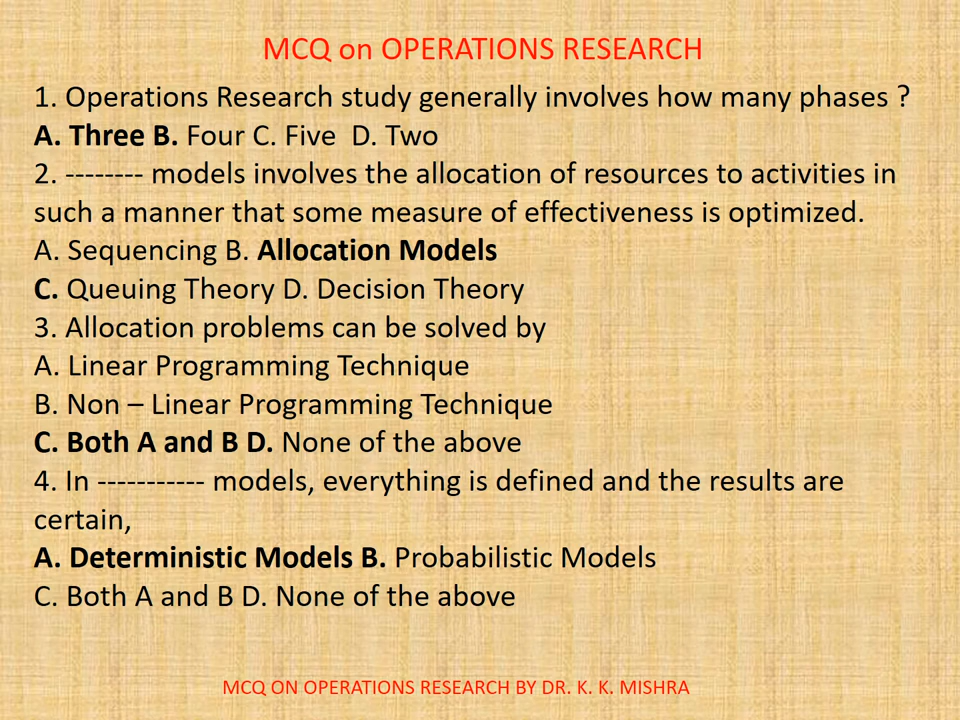 MCQ on OPERATIONS RESEARCH
1. Operations Research study generally involves how many phases ?
A. Three B. Four C. Five D. Two
2. -------- models involves the allocation of resources to activities in
such a manner that some measure of effectiveness is optimized.
A. Sequencing B. Allocation Models
C. Queuing Theory D. Decision Theory
3. Allocation problems can be solved by
A. Linear Programming Technique
B. Non – Linear Programming Technique
C. Both A and B D. None of the above
4. In ----------- models, everything is defined and the results are
certain,
A. Deterministic Models B. Probabilistic Models
C. Both A and B D. None of the above
MCQ ON OPERATIONS RESEARCH BY DR. K. K. MISHRA